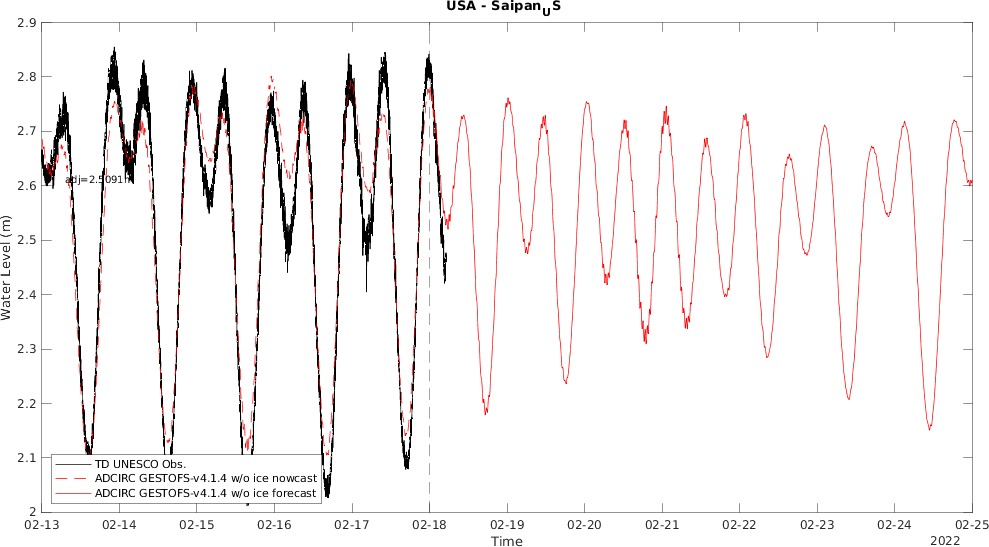 USA - Saipan_US
2.9
2.8
2.7
2.6
2.5
2.4
2.3
2.2
2.1
2
Water Level (m)
adj=2.5091m
TD UNESCO Obs.
ADCIRC GESTOFS-v4.1.4 w/o ice nowcast
ADCIRC GESTOFS-v4.1.4 w/o ice forecast
02-13 02-14 02-15 02-16 02-17 02-18 02-19 02-20 02-21 02-22 02-23 02-24 02-25
Time
2022